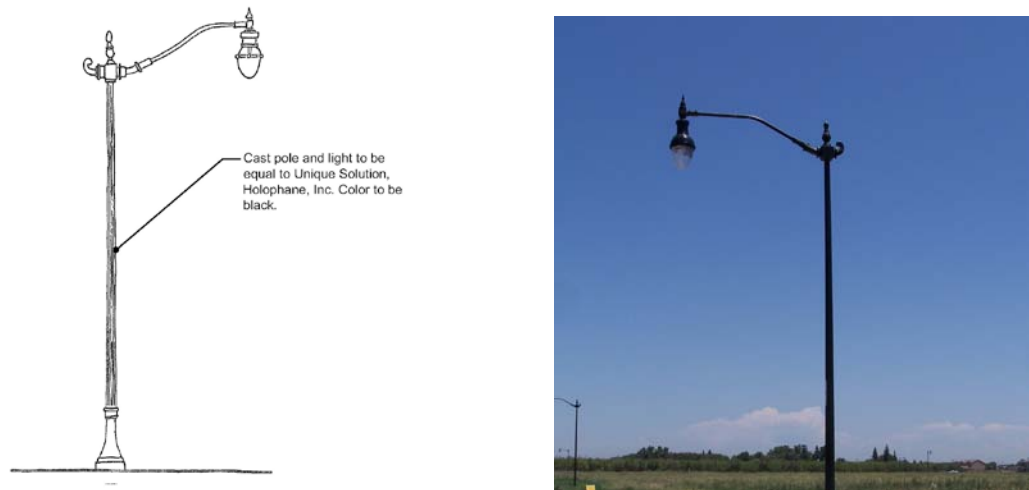 Cast pole and light to be
equal to Unique Solution,
Holophane, Inc. Color to be
black.